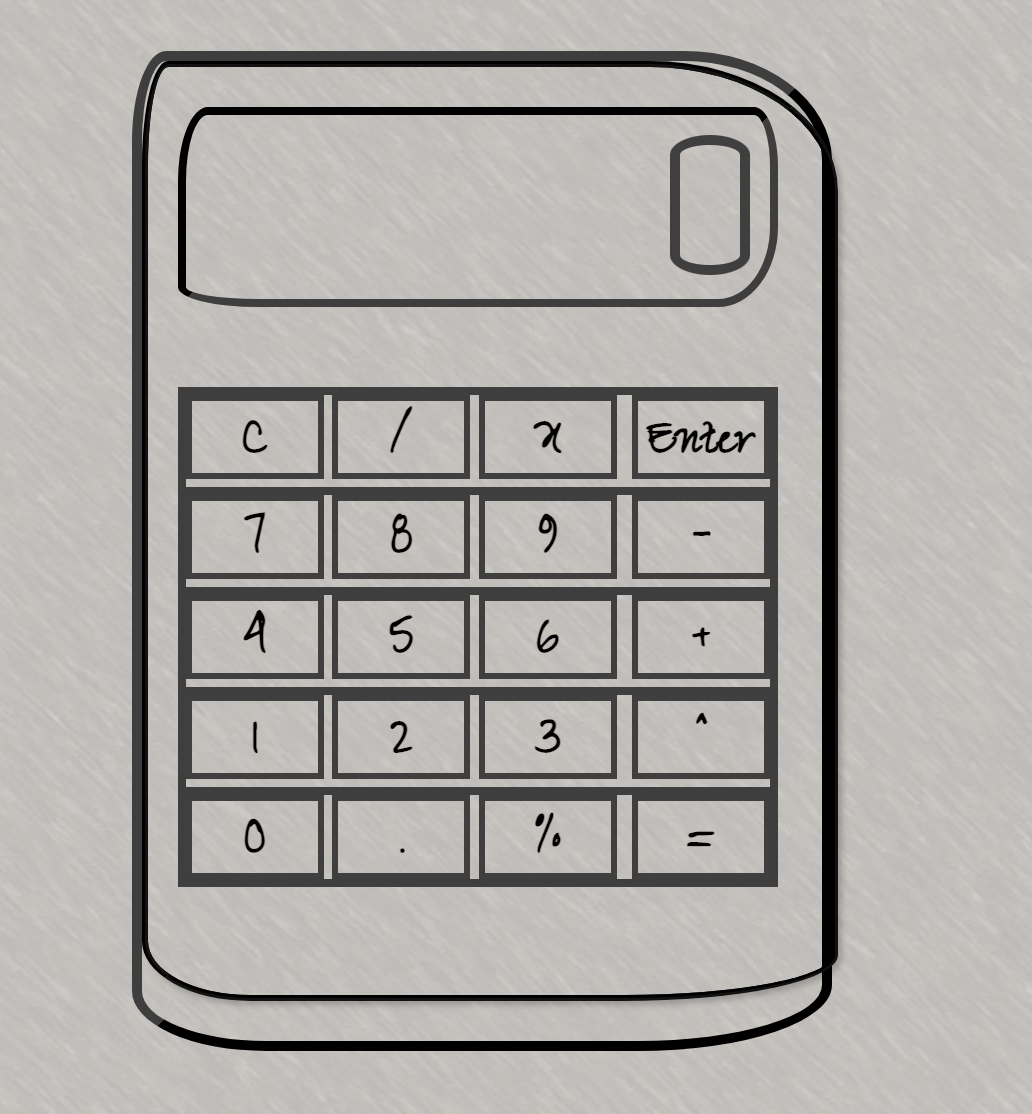 C / x Enter
7 8 9 -
4 5 6 +
1 2 3 ^
0 . % =